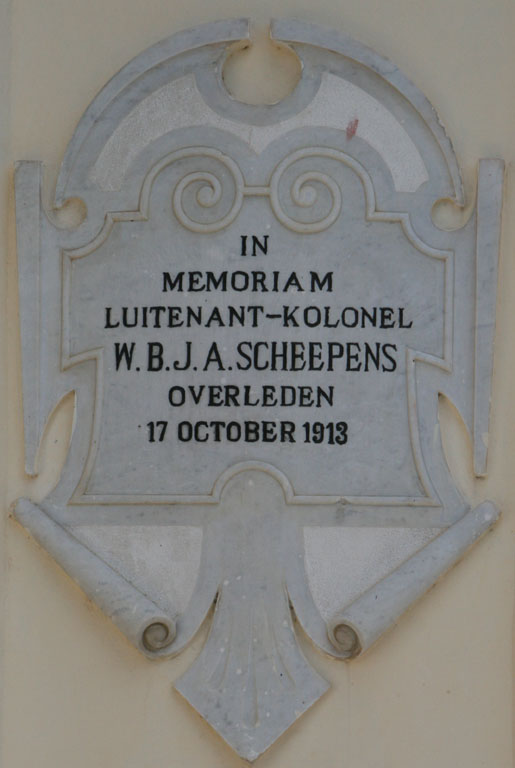 IN
MEMORIAM
LUITENANT-KOLONEL
W.B.J.A.SCHEEPENS
OVERLEDEN
17 OCTOBER 1913